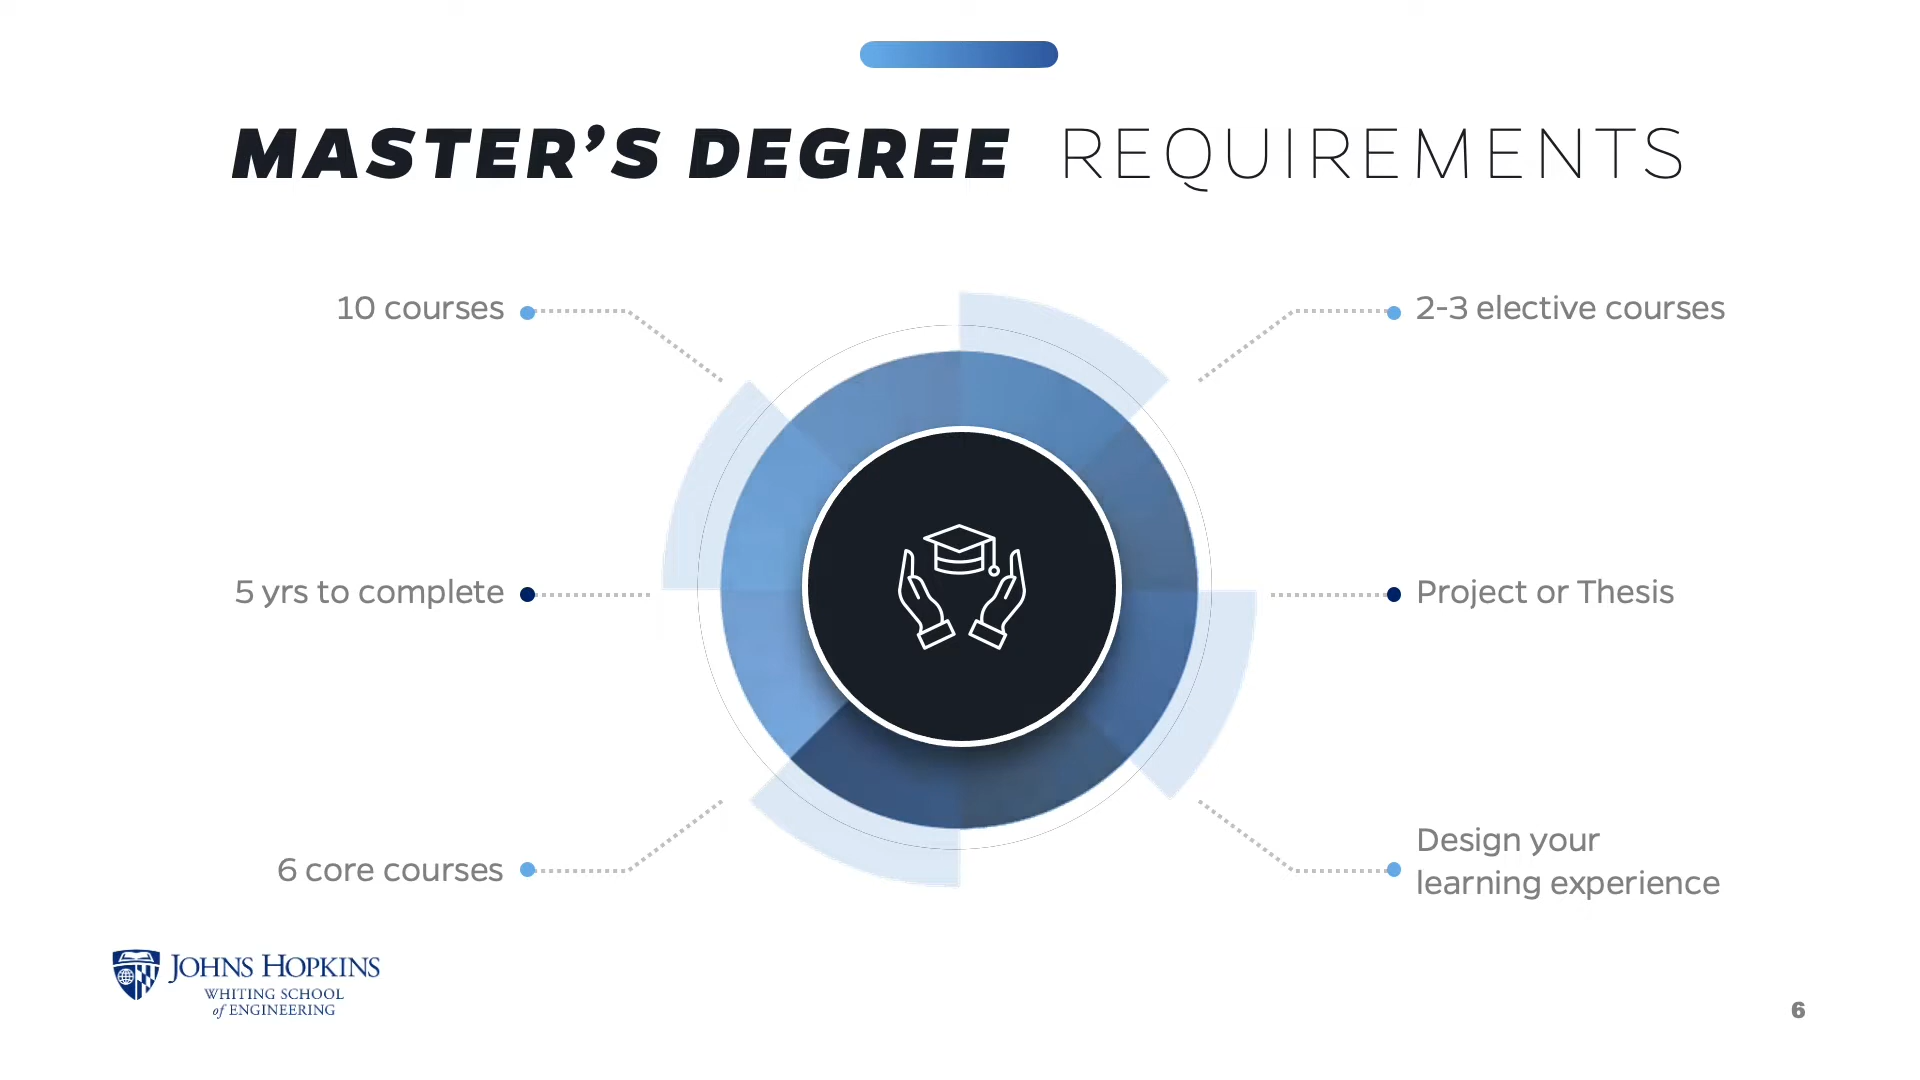 MASTER’S DEGREE REQUIREMENTS
10 courses
2-3 elective courses
5 yrs to complete
Project or Thesis
6 core courses
Design your
learning experience
JOHNS HOPKINS
WHITING SCHOOL
of ENGINEERING
6